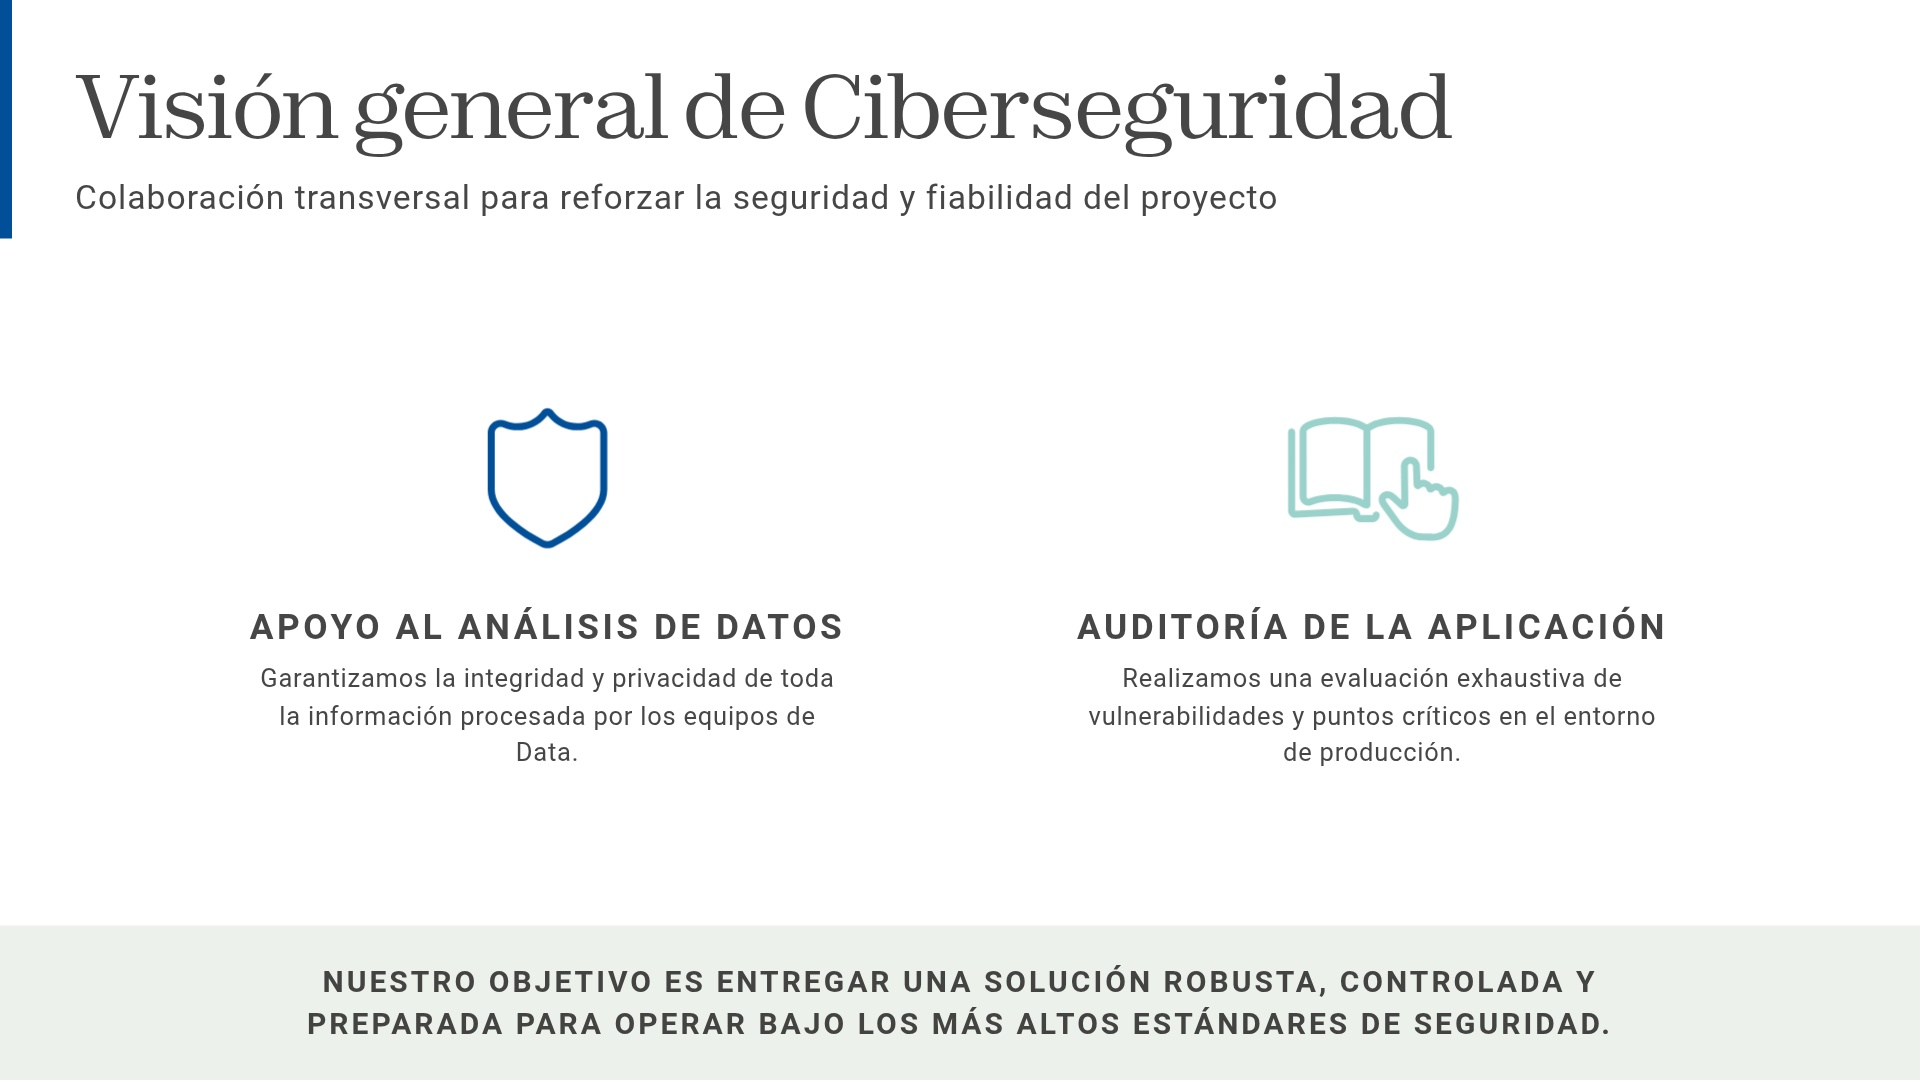 Visión general de Ciberseguridad
Colaboración transversal para reforzar la seguridad y fiabilidad del proyecto
APOYO AL ANÁLISIS DE DATOS
Garantizamos la integridad y privacidad de toda
la información procesada por los equipos de
Data.
AUDITORÍA DE LA APLICACIÓN
Realizamos una evaluación exhaustiva de
vulnerabilidades y puntos críticos en el entorno
de producción.
NUESTRO OBJETIVO ES ENTREGAR UNA SOLUCIÓN ROBUSTA, CONTROLADA Y
PREPARADA PARA OPERAR BAJO LOS MÁS ALTOS ESTÁNDARES DE SEGURIDAD.